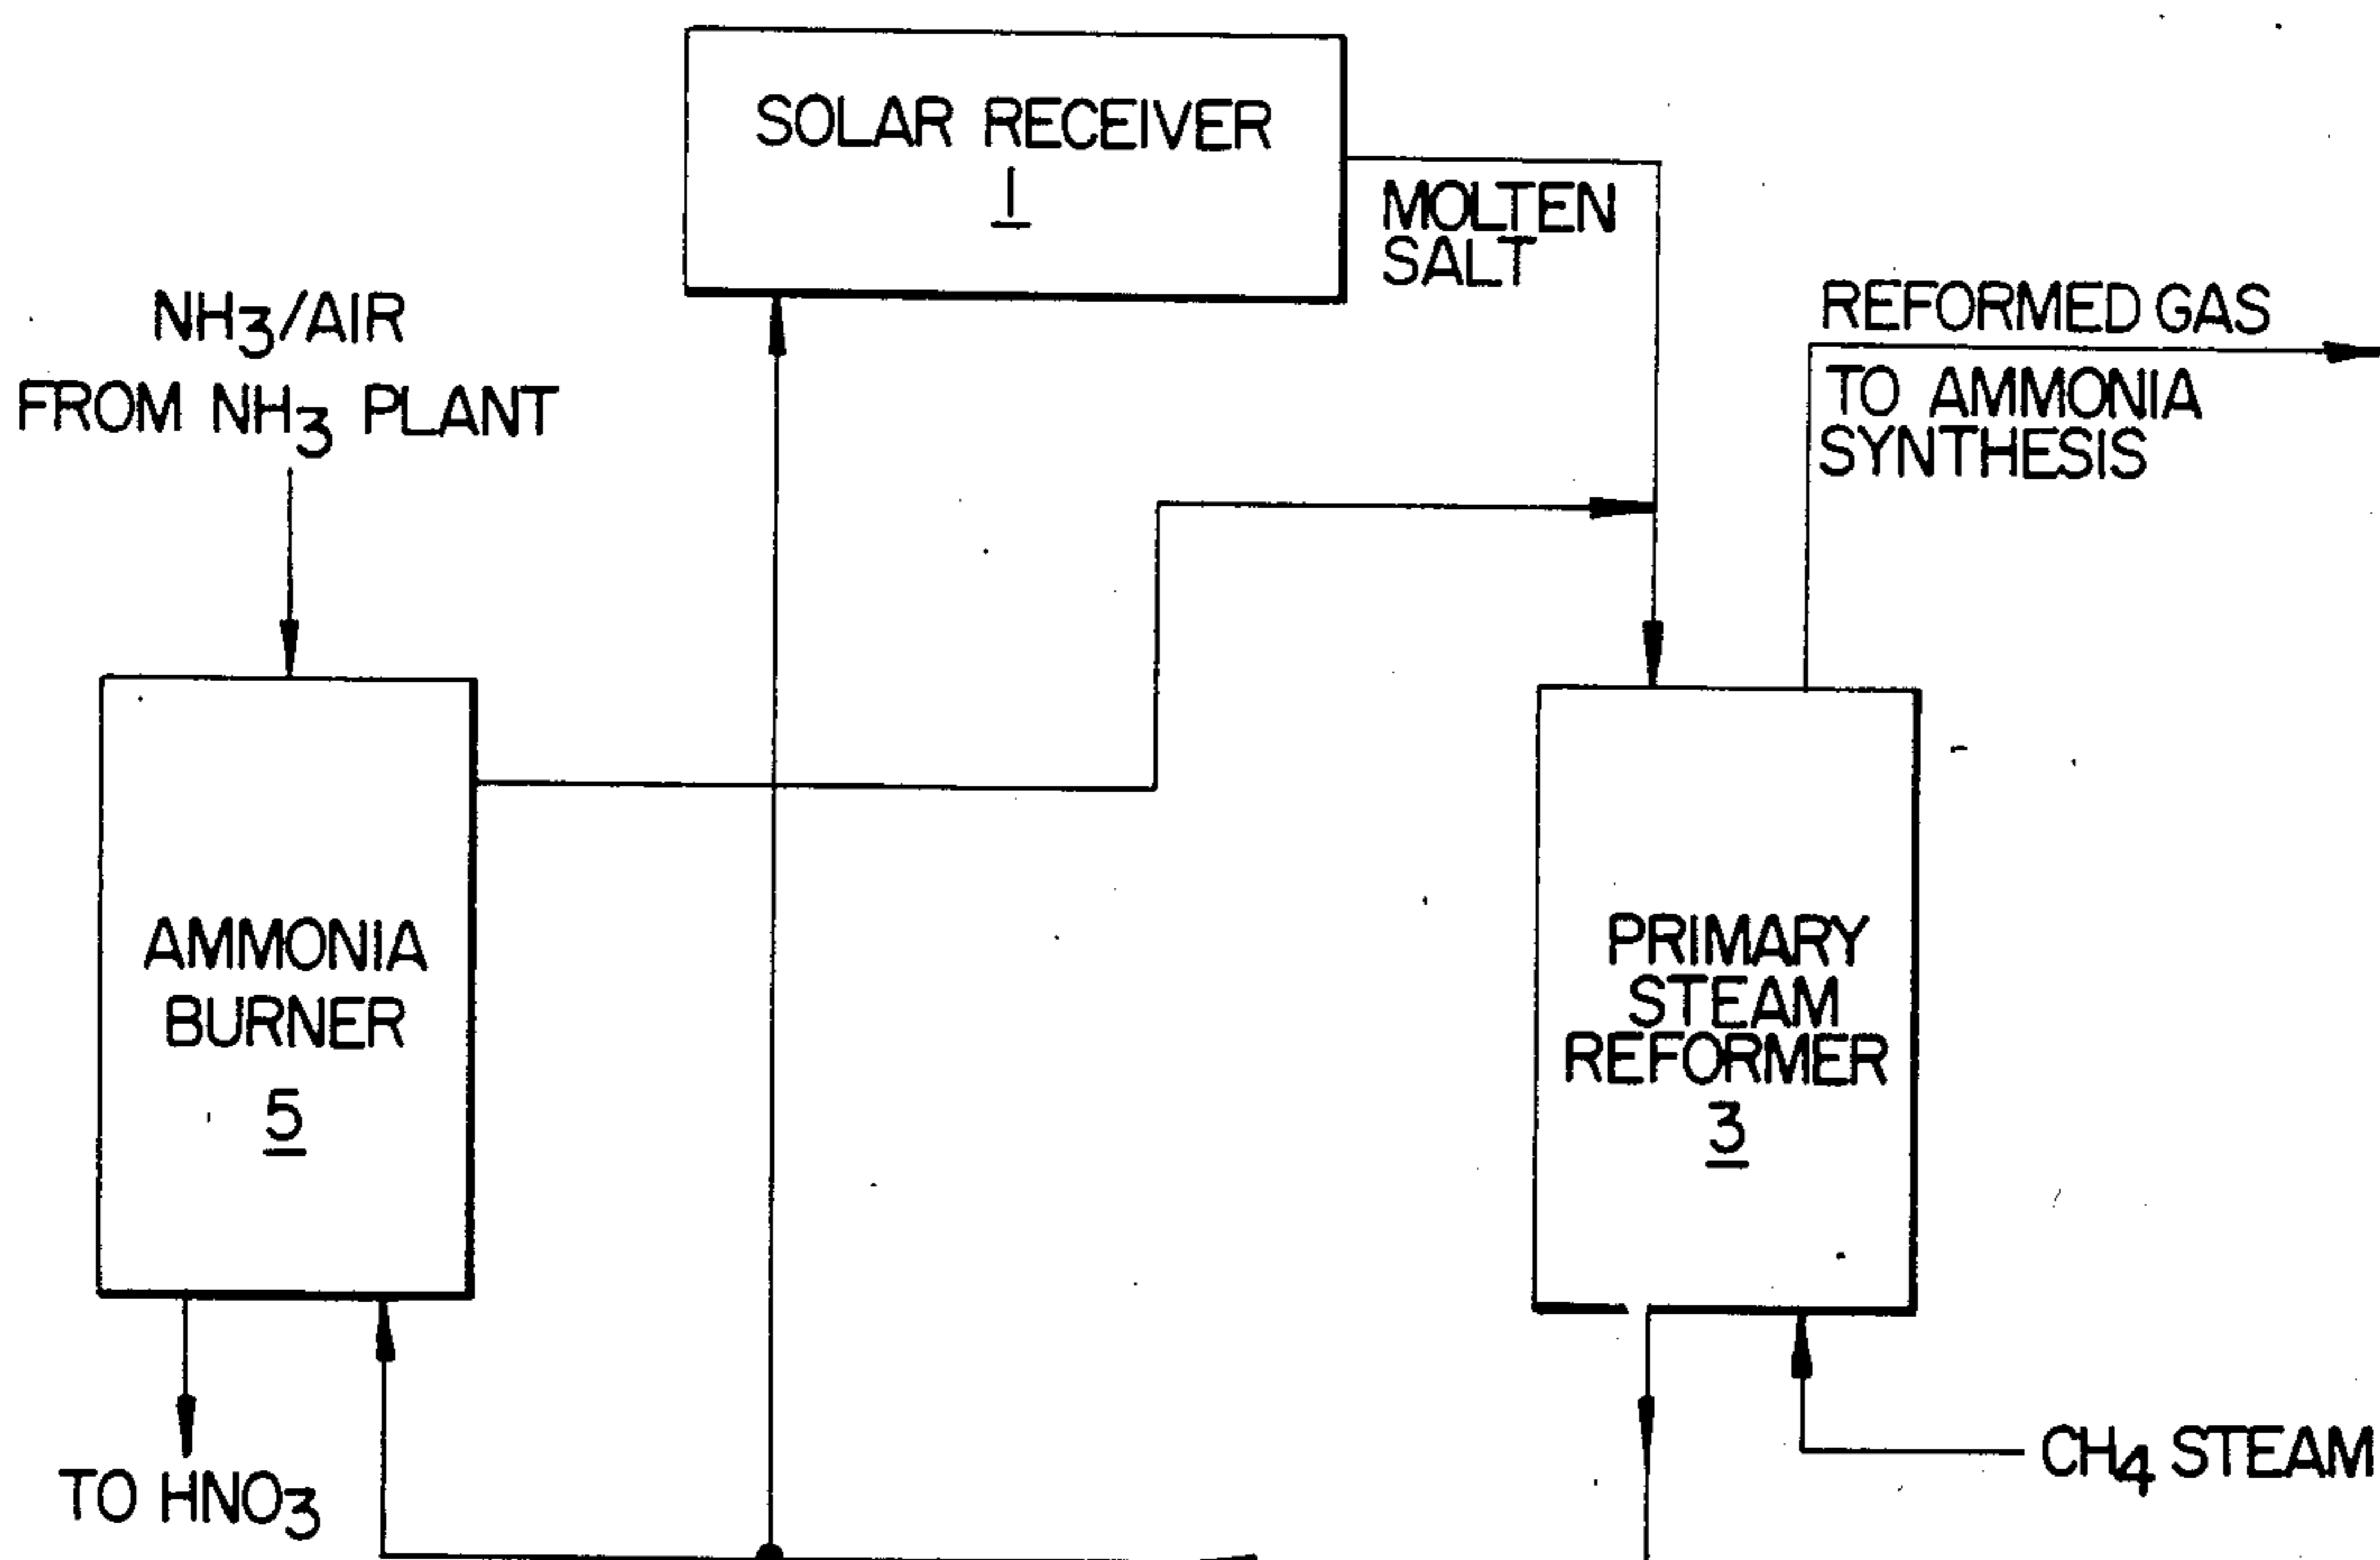 SOLAR RECEIVER
1
MOLTEN
SALT
NH3/AIR
FROM NH3 PLANT
REFORMED GAS
TO AMMONIA
SYNTHESIS
AMMONIA
BURNER
5
PRIMARY
STEAM
REFORMER
3
TO HNO3
CH4 STEAM